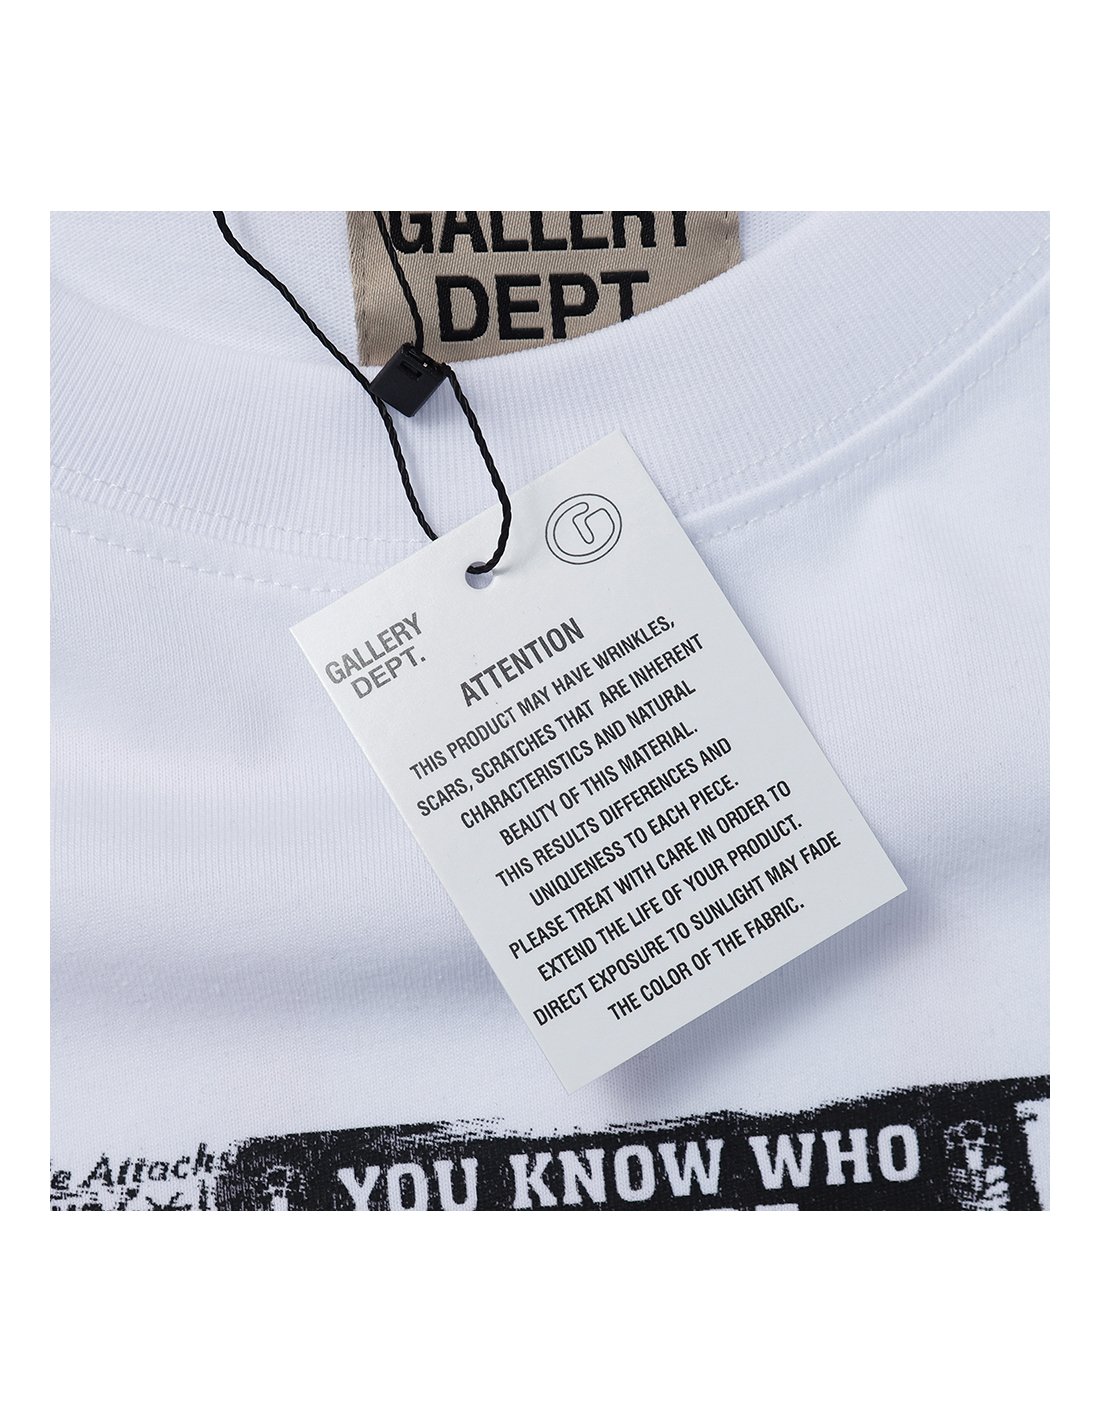 GALLERY
DEPT.
GALLERY
DEPT.
ATTENTION
THIS PRODUCT MAY HAVE WRINKLES,
SCARS, SCRATCHES THAT ARE INHERENT
CHARACTERISTICS AND NATURAL
BEAUTY OF THIS MATERIAL.
THIS RESULTS DIFFERENCES AND
UNIQUENESS TO EACH PIECE.
PLEASE TREAT WITH CARE IN ORDER TO
EXTEND THE LIFE OF YOUR PRODUCT.
DIRECT EXPOSURE TO SUNLIGHT MAY FADE
THE COLOR OF THE FABRIC.
YOU KNOW WHO